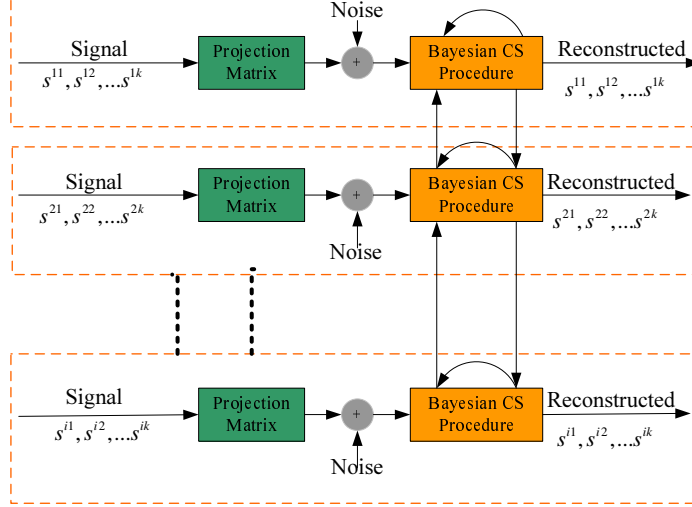 Noise
Signal
Projection
Matrix
+
Bayesian CS
Procedure
Reconstructed
s^{11}, s^{12},...s^{1k}
s^{11}, s^{12},...s^{1k}
Signal
Projection
Matrix
+
Bayesian CS
Procedure
Reconstructed
s^{21}, s^{22},...s^{2k}
s^{21}, s^{22},...s^{2k}
Noise
Signal
Projection
Matrix
+
Bayesian CS
Procedure
Reconstructed
s^{i1}, s^{i2},...s^{ik}
s^{i1}, s^{i2},...s^{ik}
Noise